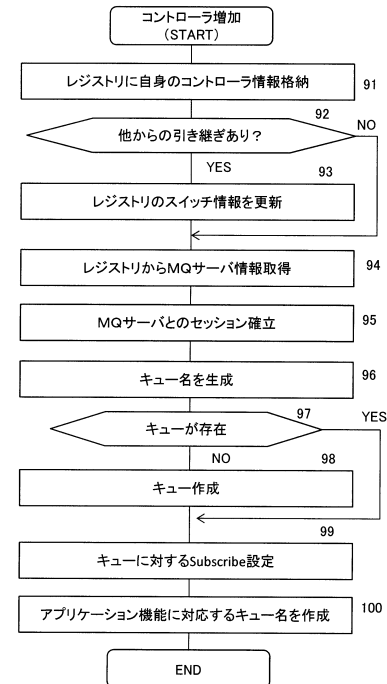 コントローラ増加
(START)
レジストリに自身のコントローラ情報格納
91
92
他からの引き継ぎあり?
NO
YES
93
レジストリのスイッチ情報を更新
レジストリからMQサーバ情報取得
94
MQサーバとのセッション確立
95
キュー名を生成
96
97
キューが存在
YES
NO
98
キュー作成
99
キューに対するSubscribe設定
アプリケーション機能に対応するキュー名を作成
100
END